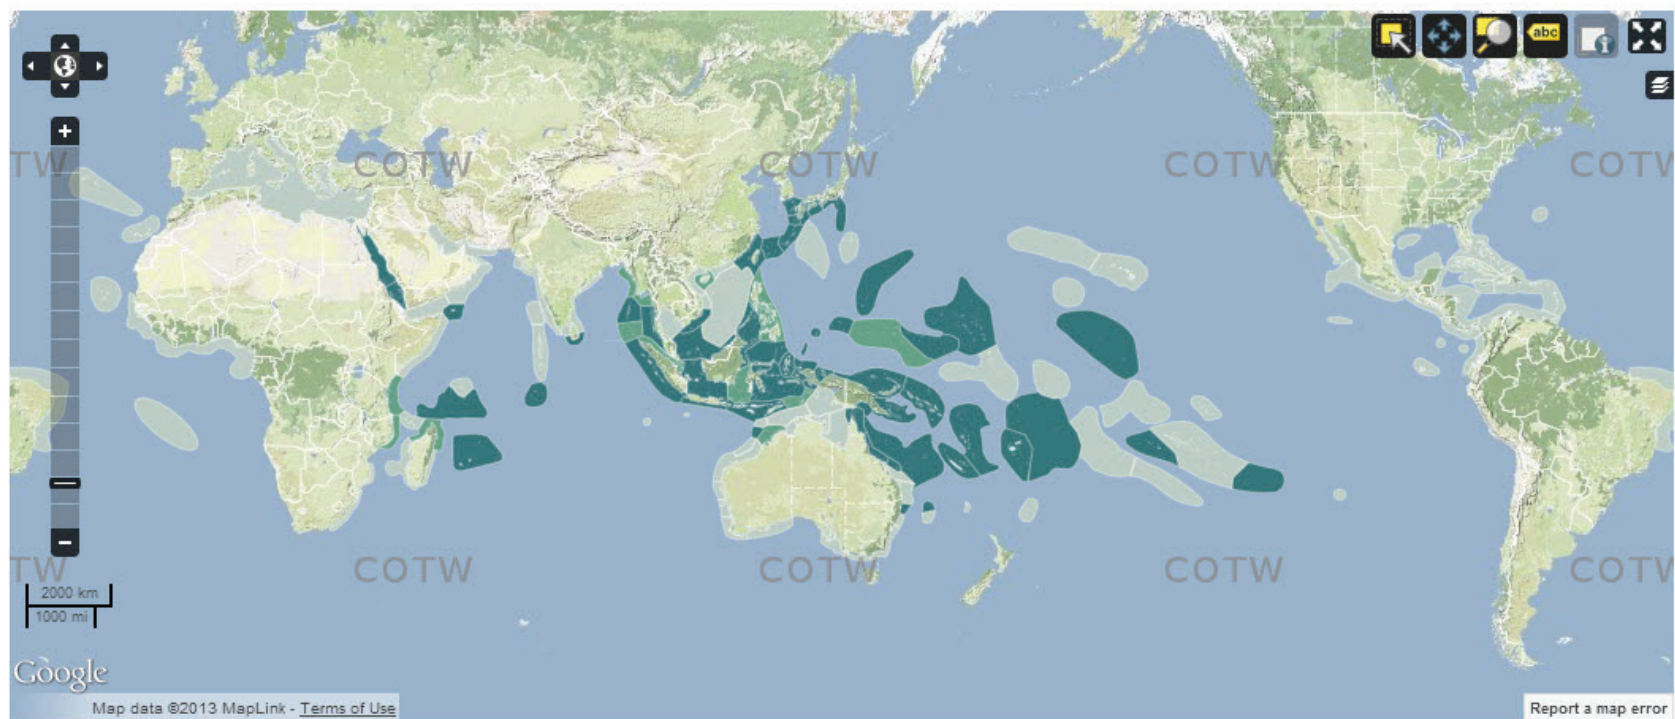 abc
TW COTW COTW COTW COTW
TW COTW COTW COTW COTW
2000 km
1000 mi
Google
Map data ©2013 MapLink - Terms of Use
Report a map error